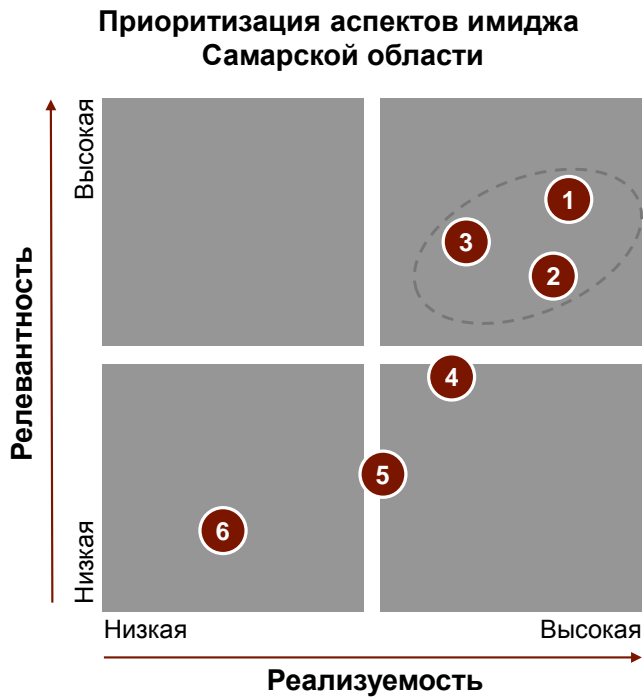 Приоритизация аспектов имиджа
Самарской области
Высокая
Релевантность
Низкая
1
3
2
4
5
6
Низкая
Высокая
Реализуемость